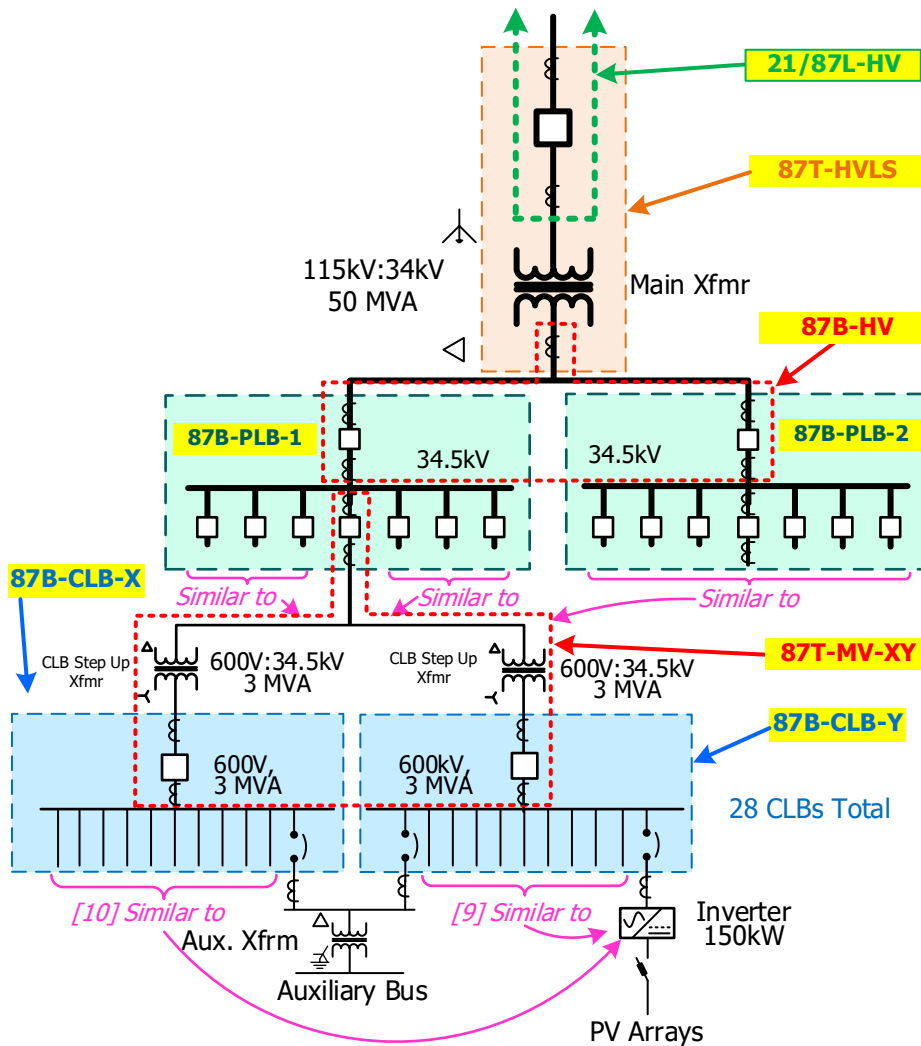 21/87L-HV
87T-HVLS
115kV:34kV
50 MVA
Main Xfmr
87B-HV
87B-PLB-1
34.5kV
34.5kV
87B-PLB-2
87B-CLB-X
Similar to
Similar to
Similar to
CLB Step Up
Xfmr
600V:34.5kV
3 MVA
CLB Step Up
Xfmr
600V:34.5kV
3 MVA
87T-MV-XY
87B-CLB-Y
600V,
3 MVA
600kV,
3 MVA
28 CLBs Total
[10] Similar to
[9] Similar to
Aux. Xfrm
Inverter
150kW
Auxiliary Bus
PV Arrays